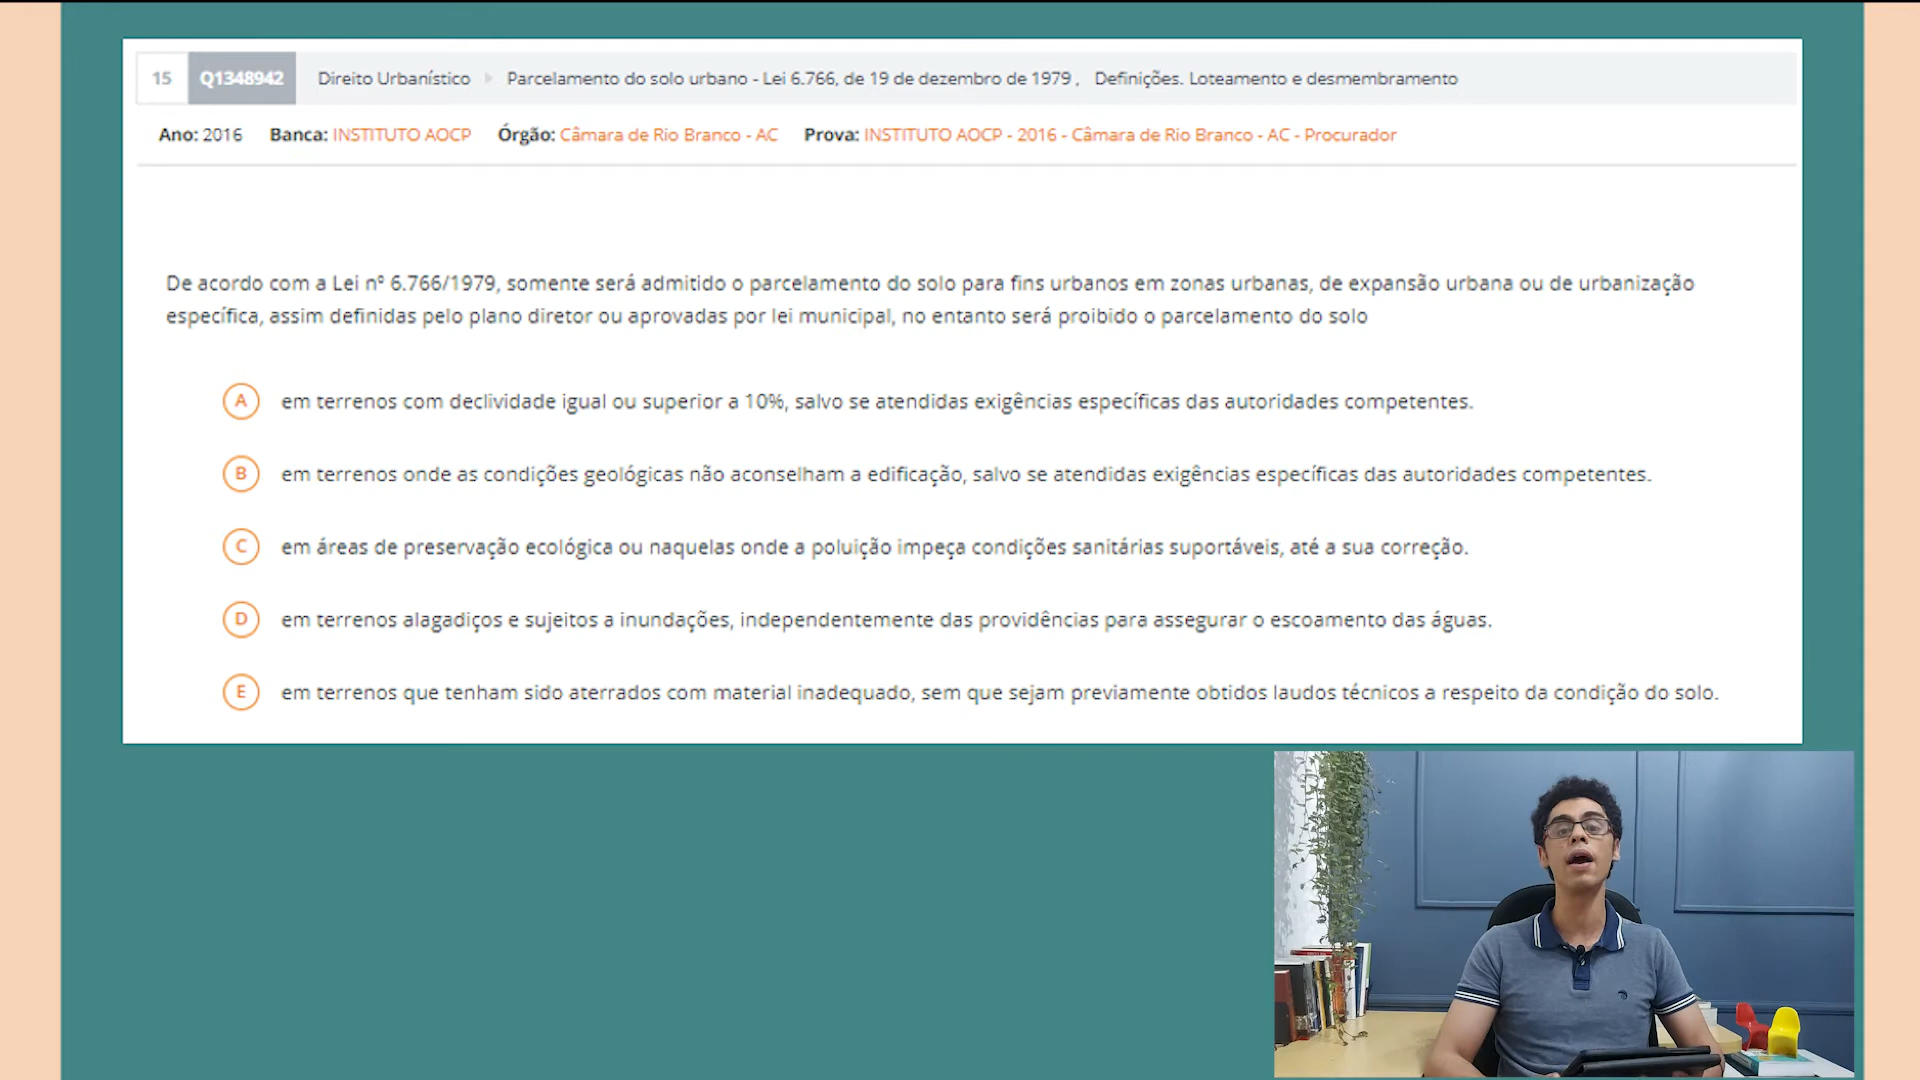 15 Q1348942 Direito Urbanístico Parcelamento do solo urbano - Lei 6.766, de 19 de dezembro de 1979 , Definições. Loteamento e desmembramento
Ano: 2016 Banca: INSTITUTO AOCP Órgão: Câmara de Rio Branco - AC Prova: INSTITUTO AOCP - 2016 - Câmara de Rio Branco - AC - Procurador
De acordo com a Lei nº 6.766/1979, somente será admitido o parcelamento do solo para fins urbanos em zonas urbanas, de expansão urbana ou de urbanização
específica, assim definidas pelo plano diretor ou aprovadas por lei municipal, no entanto será proibido o parcelamento do solo
A em terrenos com declividade igual ou superior a 10%, salvo se atendidas exigências específicas das autoridades competentes.
B em terrenos onde as condições geológicas não aconselham a edificação, salvo se atendidas exigências específicas das autoridades competentes.
C em áreas de preservação ecológica ou naquelas onde a poluição impeça condições sanitárias suportáveis, até a sua correção.
D em terrenos alagadiços e sujeitos a inundações, independentemente das providências para assegurar o escoamento das águas.
E em terrenos que tenham sido aterrados com material inadequado, sem que sejam previamente obtidos laudos técnicos a respeito da condição do solo.